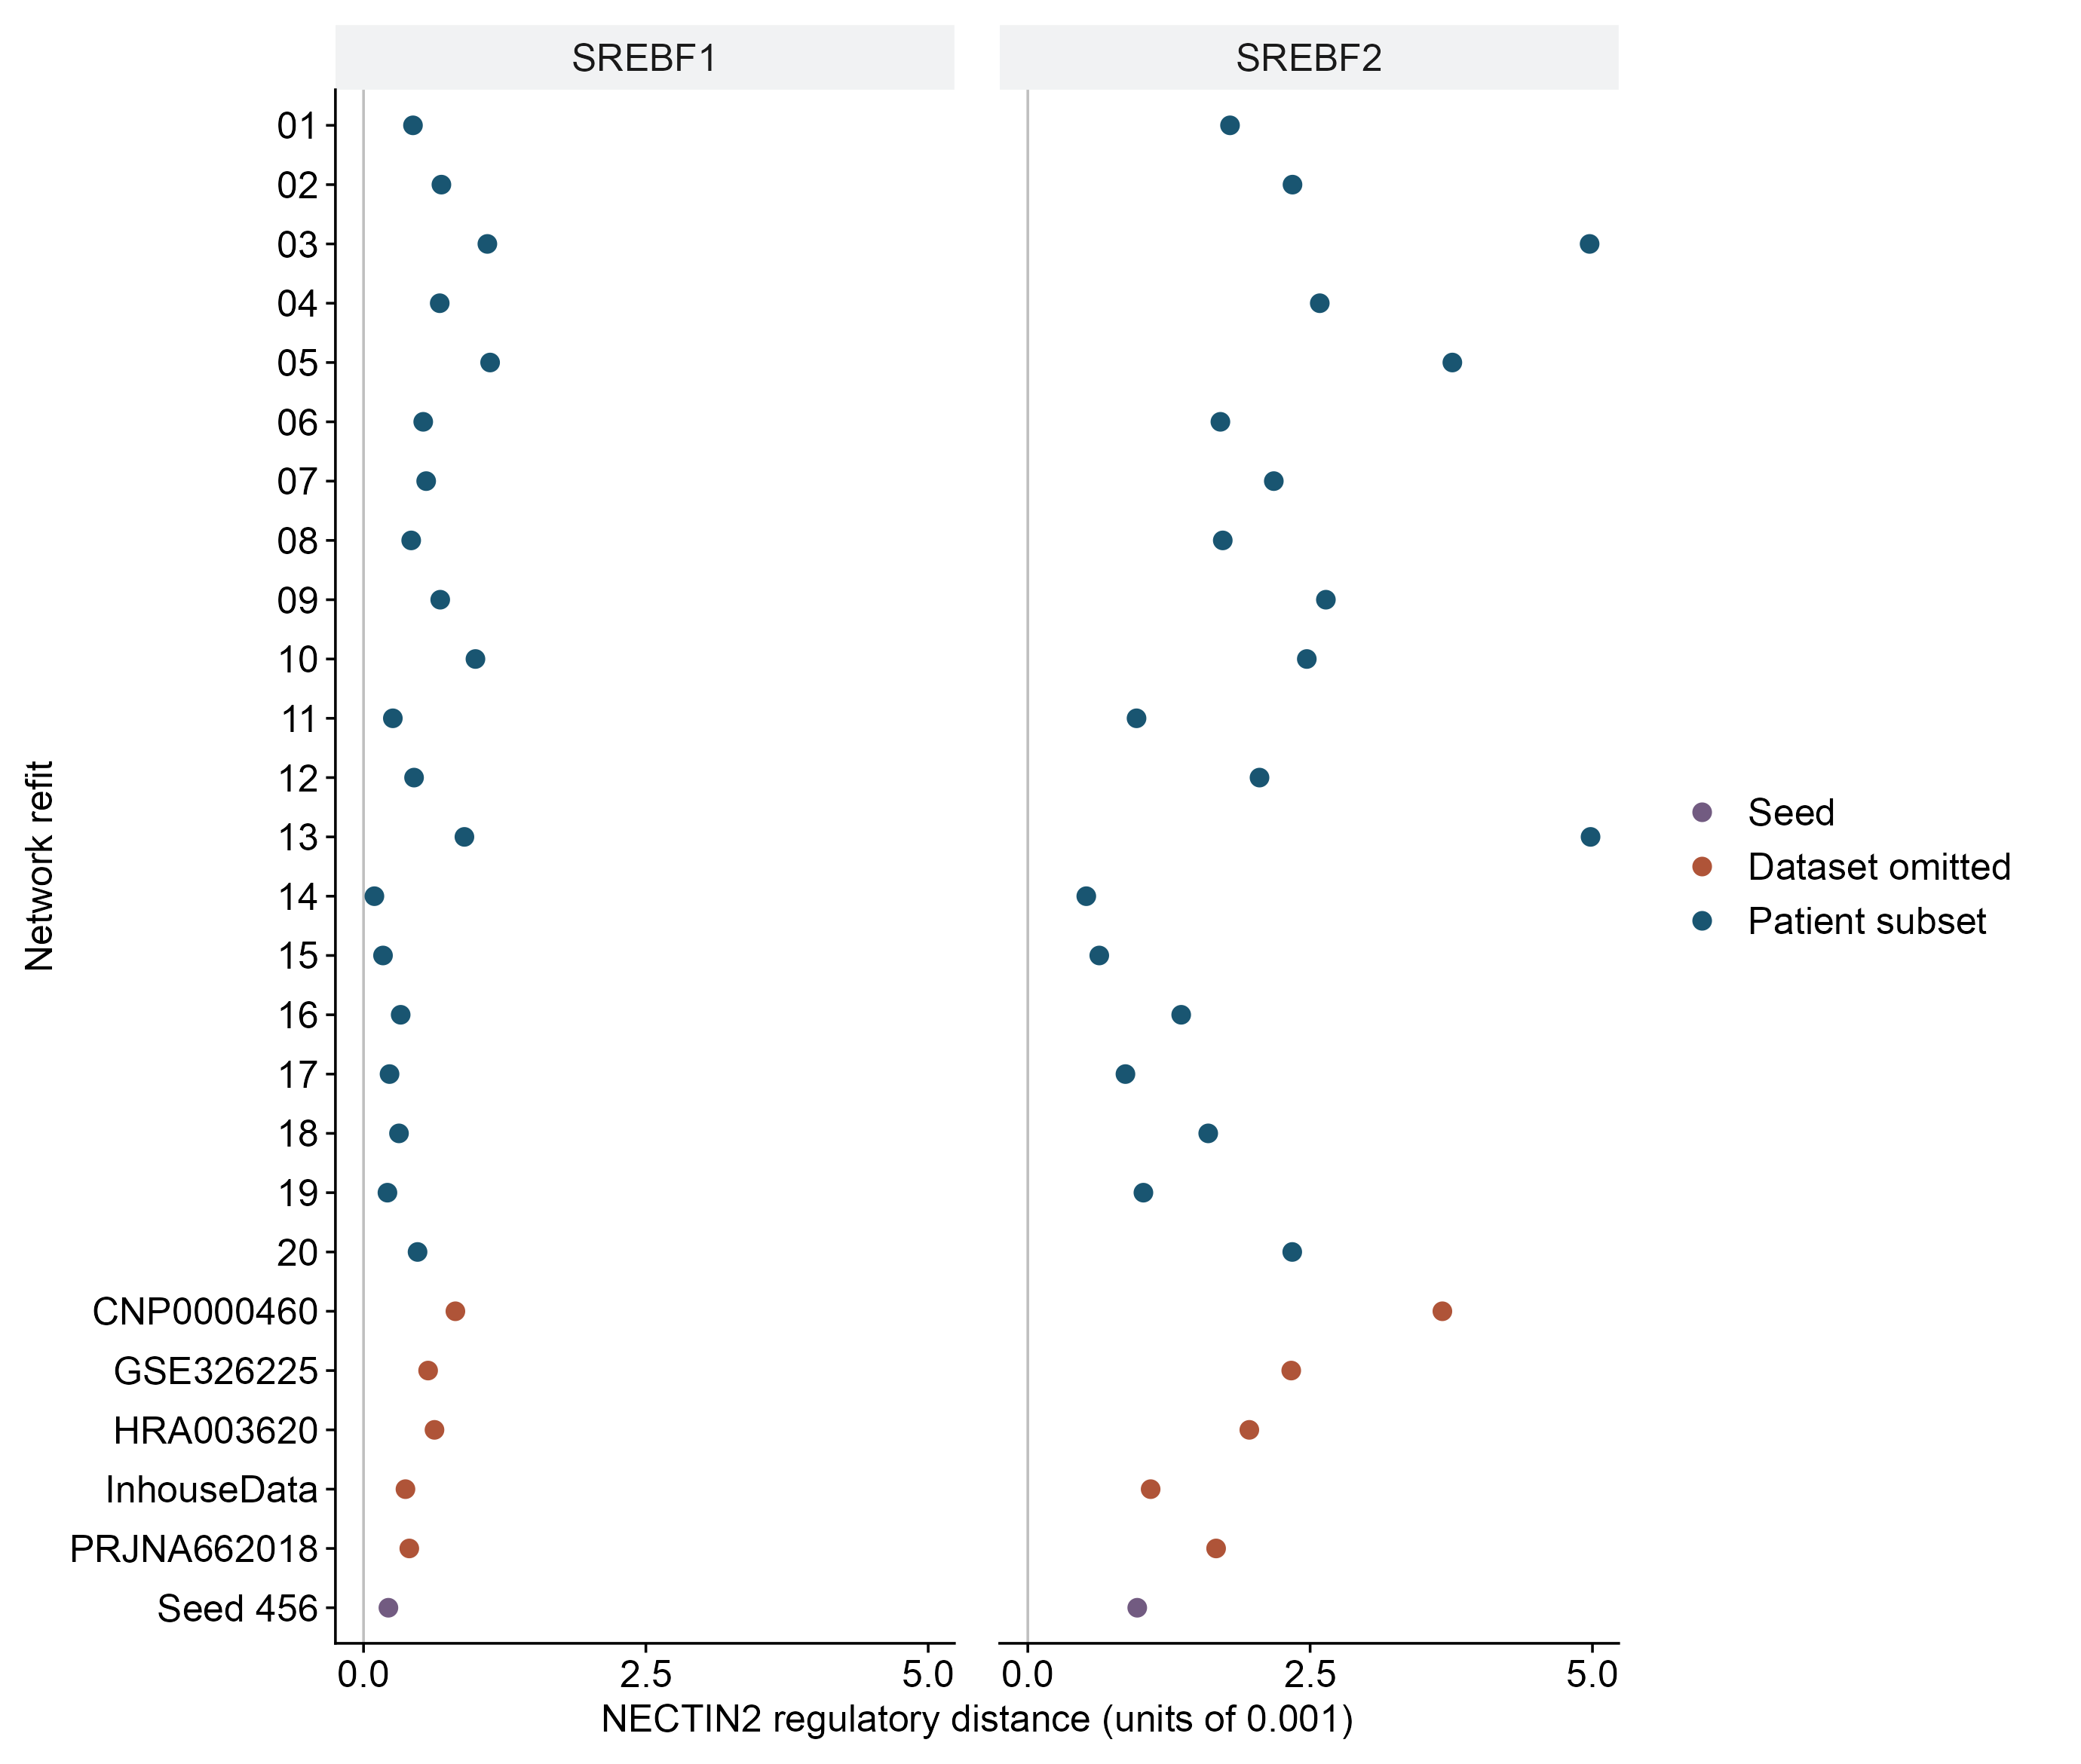 SREBF1 SREBF2
01
02
03
04
05
06
07
08
09
10
11
12
13
14
15
16
17
18
19
20
CNP0000460
GSE326225
HRA003620
InhouseData
PRJNA662018
Seed 456
Network refit
0.0 2.5 5.0 0.0 2.5 5.0
NECTIN2 regulatory distance (units of 0.001)
Seed
Dataset omitted
Patient subset